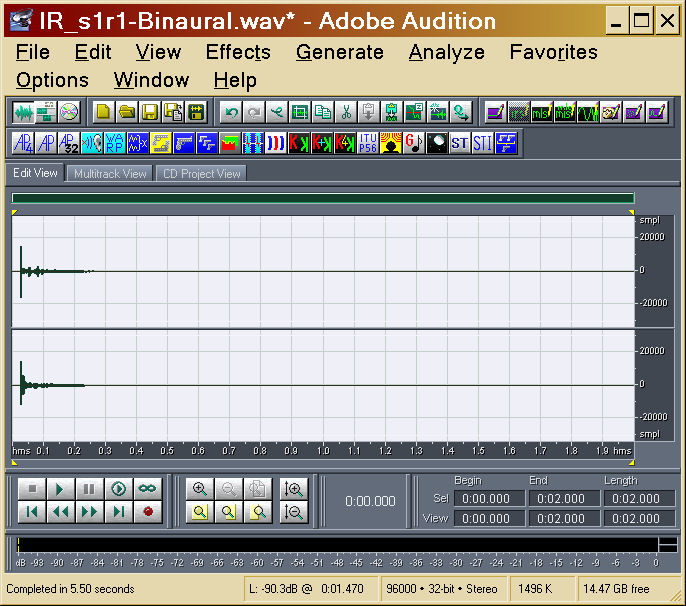 IR_s1r1-Binaural.wav* - Adobe Audition
File Edit View Effects Generate Analyze Favorites
Options Window Help
AP4 AP AP32 WARP K K+ K4 ITU P56 G ST STI
Edit View Multitrack View CD Project View
smpl
20000
0
-20000
20000
0
-20000
smpl
hms 0.1 0.2 0.3 0.4 0.5 0.6 0.7 0.8 0.9 1.0 1.1 1.2 1.3 1.4 1.5 1.6 1.7 1.8 1.9 hms
Begin End Length
0:00.000
Sel 0:00.000 0:02.000 0:02.000
View 0:00.000 0:02.000 0:02.000
dB -93 -90 -87 -84 -81 -78 -75 -72 -69 -66 -63 -60 -57 -54 -51 -48 -45 -42 -39 -36 -33 -30 -27 -24 -21 -18 -15 -12 -9 -6 -3 0
Completed in 5.50 seconds L: -90.3dB @ 0:01.470 96000 • 32-bit • Stereo 1496 K 14.47 GB free